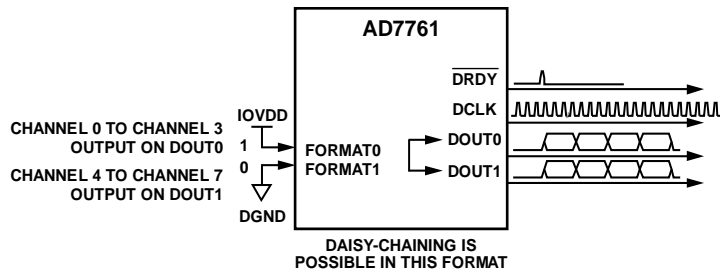 AD7761
DRDY
DCLK
DOUT0
DOUT1
IOVDD
1
0
FORMAT0
FORMAT1
DGND
CHANNEL 0 TO CHANNEL 3
OUTPUT ON DOUT0
CHANNEL 4 TO CHANNEL 7
OUTPUT ON DOUT1
DAISY-CHAINING IS
POSSIBLE IN THIS FORMAT